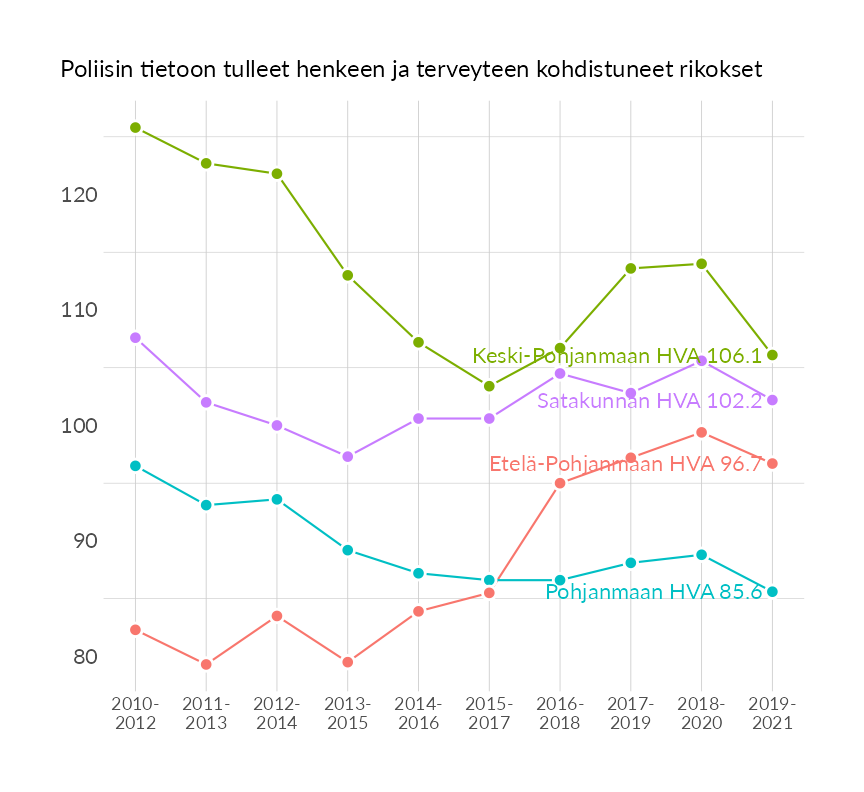 Poliisin tietoon tulleet henkeen ja terveyteen kohdistuneet rikokset
120
110
Keski-Pohjanmaan HVA 106.1
Satakunnan HVA 102.2
100
Etelä-Pohjanmaan HVA 96.7
90
Pohjanmaan HVA 85.6
80
2010- 2011- 2012- 2013- 2014- 2015- 2016- 2017- 2018- 2019-
2012 2013 2014 2015 2016 2017 2018 2019 2020 2021